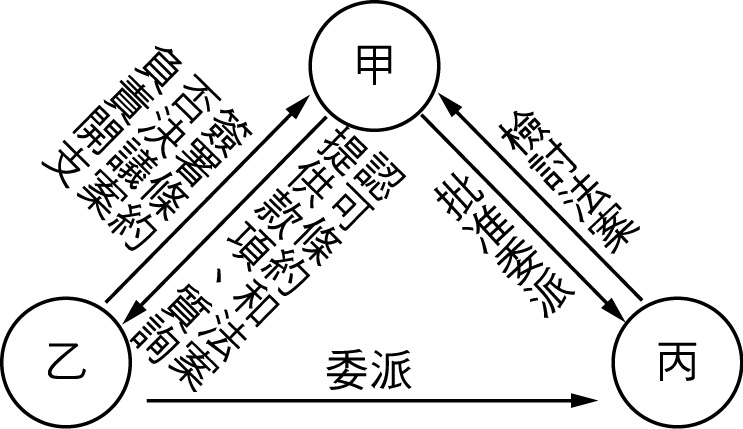 甲
簽署條約
否決議案
負責開支
認可條約和法案
提供款項、質詢
批准委派
檢討法案
乙
委派
丙